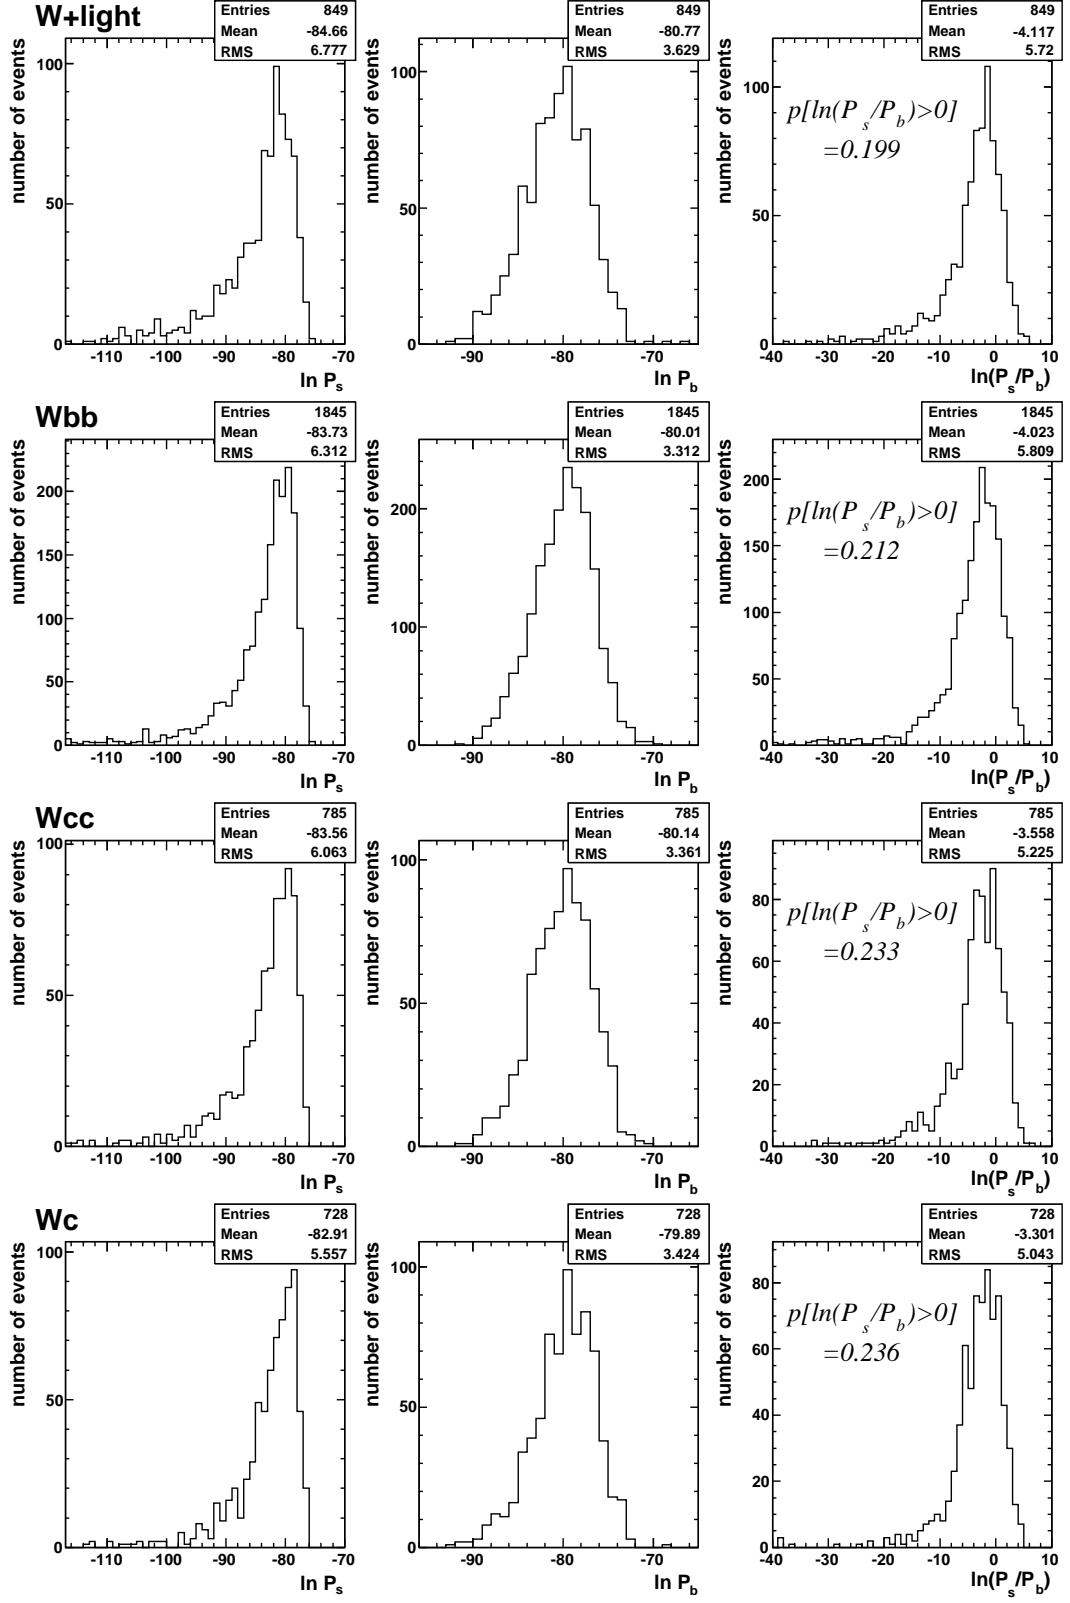 W+light
Entries 849
Mean -84.66
RMS 6.777
number of events
100
50
0
-110 -100 -90 -80 -70
ln P_s
Entries 849
Mean -80.77
RMS 3.629
number of events
100
50
0
-90 -80 -70
ln P_b
Entries 849
Mean -4.117
RMS 5.72
number of events
p[ln(P_s/P_b)>0]
=0.199
100
50
0
-40 -30 -20 -10 0 10
ln(P_s/P_b)
Wbb
Entries 1845
Mean -83.73
RMS 6.312
number of events
200
150
100
50
0
-110 -100 -90 -80 -70
ln P_s
Entries 1845
Mean -80.01
RMS 3.312
number of events
200
100
0
-90 -80 -70
ln P_b
Entries 1845
Mean -4.023
RMS 5.809
number of events
p[ln(P_s/P_b)>0]
=0.212
200
150
100
50
0
-40 -30 -20 -10 0 10
ln(P_s/P_b)
Wcc
Entries 785
Mean -83.56
RMS 6.063
number of events
100
50
0
-110 -100 -90 -80 -70
ln P_s
Entries 785
Mean -80.14
RMS 3.361
number of events
100
50
0
-90 -80 -70
ln P_b
Entries 785
Mean -3.558
RMS 5.225
number of events
p[ln(P_s/P_b)>0]
=0.233
80
60
40
20
0
-40 -30 -20 -10 0 10
ln(P_s/P_b)
Wc
Entries 728
Mean -82.91
RMS 5.557
number of events
100
50
0
-110 -100 -90 -80 -70
ln P_s
Entries 728
Mean -79.89
RMS 3.424
number of events
100
50
0
-90 -80 -70
ln P_b
Entries 728
Mean -3.301
RMS 5.043
number of events
p[ln(P_s/P_b)>0]
=0.236
80
60
40
20
0
-40 -30 -20 -10 0 10
ln(P_s/P_b)